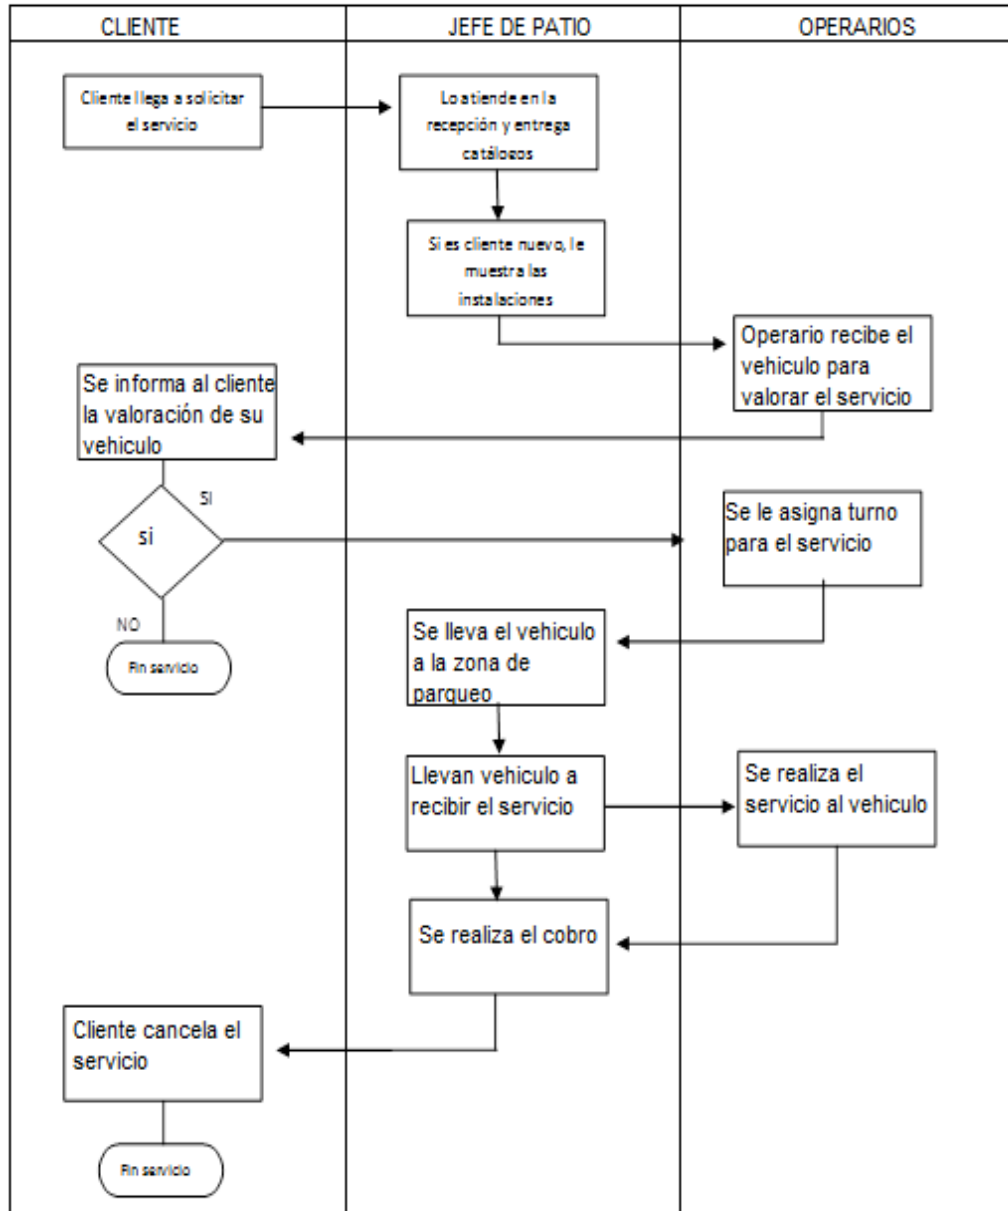 CLIENTE
JEFE DE PATIO
OPERARIOS
Cliente llega a solicitar
el servicio
Lo atiende en la
recepción y entrega
catálogos
Si es cliente nuevo, le
muestra las
instalaciones
Operario recibe el
vehiculo para
valorar el servicio
Se informa al cliente
la valoración de su
vehiculo
SI
sí
NO
Fin servicio
Se le asigna turno
para el servicio
Se lleva el vehiculo
a la zona de
parqueo
Llevan vehiculo a
recibir el servicio
Se realiza el
servicio al vehiculo
Se realiza el cobro
Cliente cancela el
servicio
Fin servicio